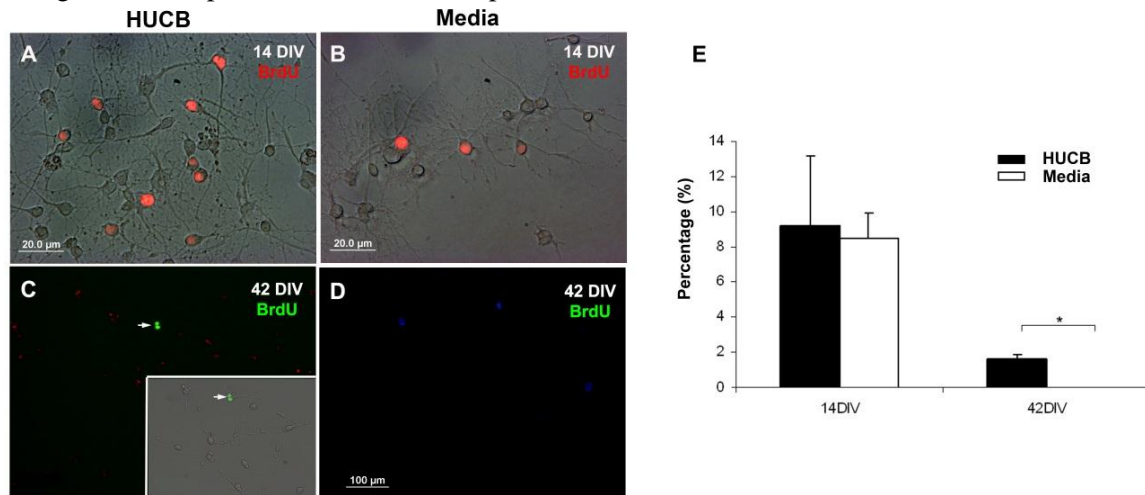 HUCB
Media
A
14 DIV
BrdU
20.0 µm
B
14 DIV
BrdU
20.0 µm
C
42 DIV
BrdU
D
42 DIV
BrdU
100 µm
E
Percentage (%)
14
12
10
8
6
4
2
0
HUCB
Media
*
14DIV
42DIV